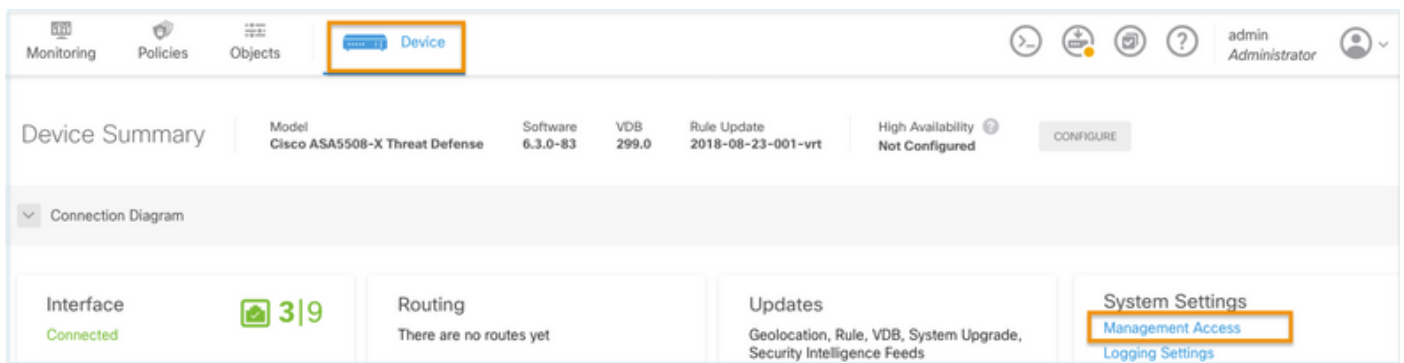 Monitoring
Policies
Objects
Device
admin
Administrator
Device Summary
Model
Cisco ASA5508-X Threat Defense
Software
6.3.0-83
VDB
299.0
Rule Update
2018-08-23-001-vrt
High Availability
Not Configured
CONFIGURE
Connection Diagram
Interface
Connected
3|9
Routing
There are no routes yet
Updates
Geolocation, Rule, VDB, System Upgrade,
Security Intelligence Feeds
System Settings
Management Access
Logging Settings